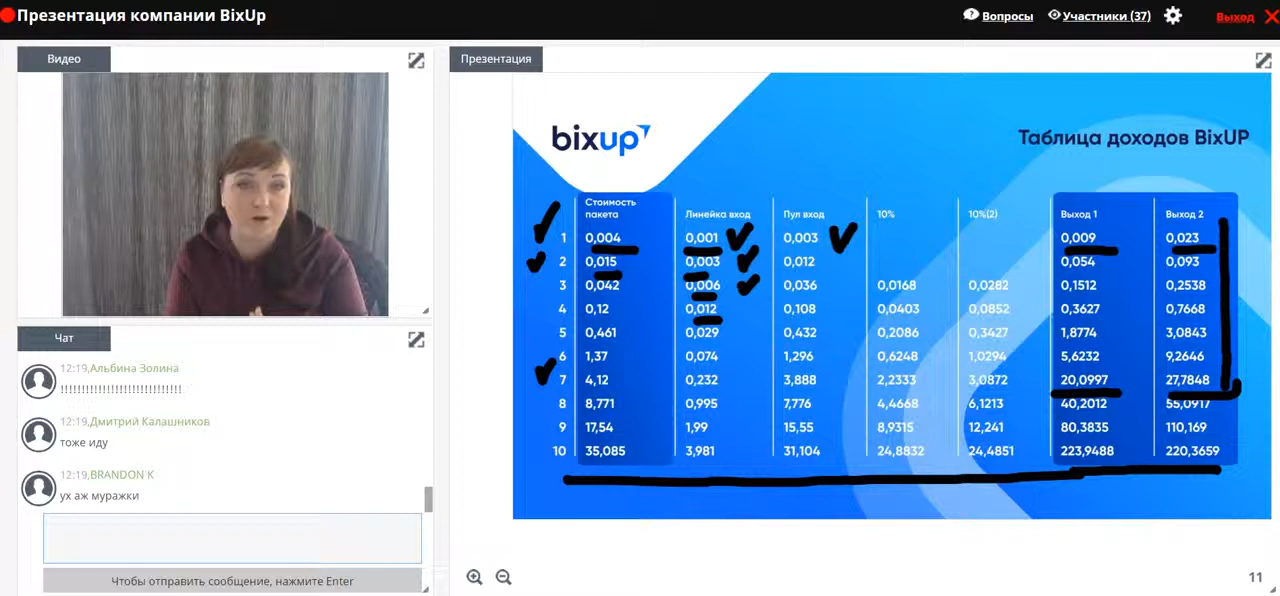 Презентация компании BixUp
Вопросы
Участники (37)
Выход
Видео
Презентация
bixup
Таблица доходов BixUP
Стоимость пакета Линейка вход Пул вход 10% 10%(2) Выход 1 Выход 2
1 0,004 0,001 0,003 0,009 0,023
2 0,015 0,003 0,012 0,054 0,093
3 0,042 0,006 0,036 0,0168 0,0282 0,1512 0,2538
4 0,12 0,012 0,108 0,0403 0,0852 0,3627 0,7668
5 0,461 0,029 0,432 0,2086 0,3427 1,8774 3,0843
6 1,37 0,074 1,296 0,6248 1,0294 5,6232 9,2646
7 4,12 0,232 3,888 2,2333 3,0872 20,0997 27,7848
8 8,771 0,995 7,776 4,4668 6,1213 40,2012 55,0917
9 17,54 1,99 15,55 8,9315 12,241 80,3835 110,169
10 35,085 3,981 31,104 24,8832 24,4851 223,9488 220,3659
Чат
12:19,Альбина Золина
!!!!!!!!!!!!!!!!!!!!!!!!!!!!!
12:19,Дмитрий Калашников
тоже иду
12:19,BRANDON'K
ух аж муражки
Чтобы отправить сообщение, нажмите Enter
11